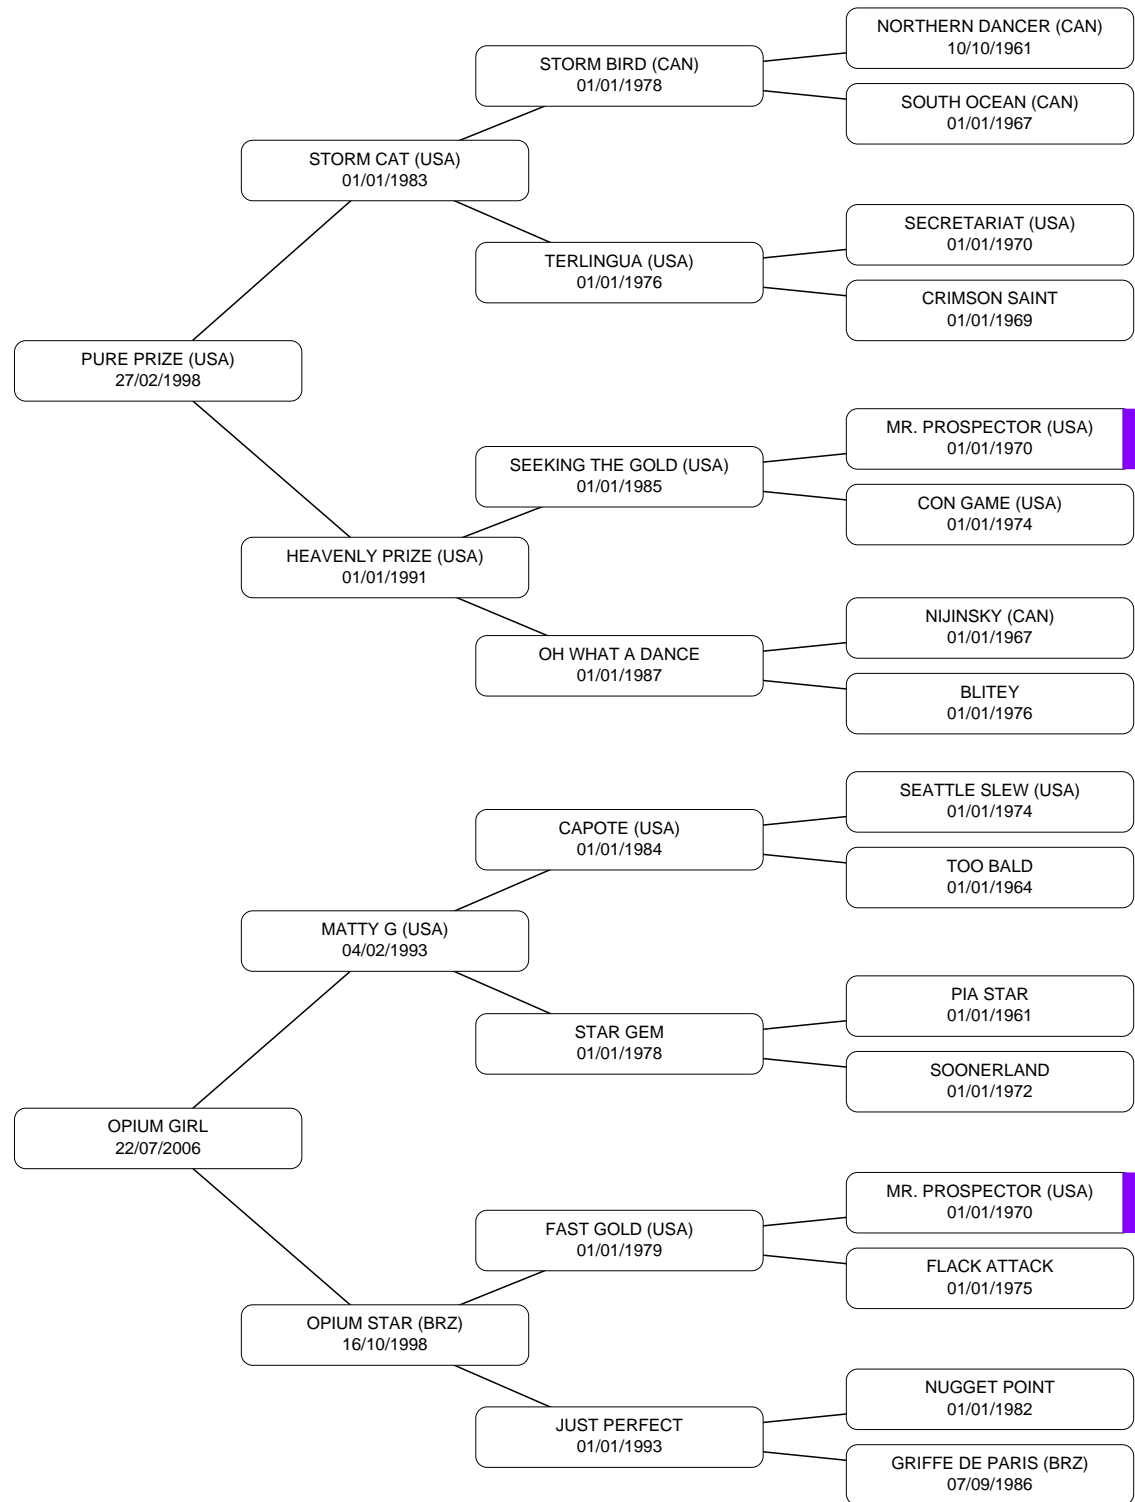 NORTHERN DANCER (CAN)
10/10/1961
STORM BIRD (CAN)
01/01/1978
SOUTH OCEAN (CAN)
01/01/1967
STORM CAT (USA)
01/01/1983
SECRETARIAT (USA)
01/01/1970
TERLINGUA (USA)
01/01/1976
CRIMSON SAINT
01/01/1969
PURE PRIZE (USA)
27/02/1998
MR. PROSPECTOR (USA)
01/01/1970
SEEKING THE GOLD (USA)
01/01/1985
CON GAME (USA)
01/01/1974
HEAVENLY PRIZE (USA)
01/01/1991
NIJINSKY (CAN)
01/01/1967
OH WHAT A DANCE
01/01/1987
BLITEY
01/01/1976
SEATTLE SLEW (USA)
01/01/1974
CAPOTE (USA)
01/01/1984
TOO BALD
01/01/1964
MATTY G (USA)
04/02/1993
PIA STAR
01/01/1961
STAR GEM
01/01/1978
SOONERLAND
01/01/1972
OPIUM GIRL
22/07/2006
MR. PROSPECTOR (USA)
01/01/1970
FAST GOLD (USA)
01/01/1979
FLACK ATTACK
01/01/1975
OPIUM STAR (BRZ)
16/10/1998
NUGGET POINT
01/01/1982
JUST PERFECT
01/01/1993
GRIFFE DE PARIS (BRZ)
07/09/1986